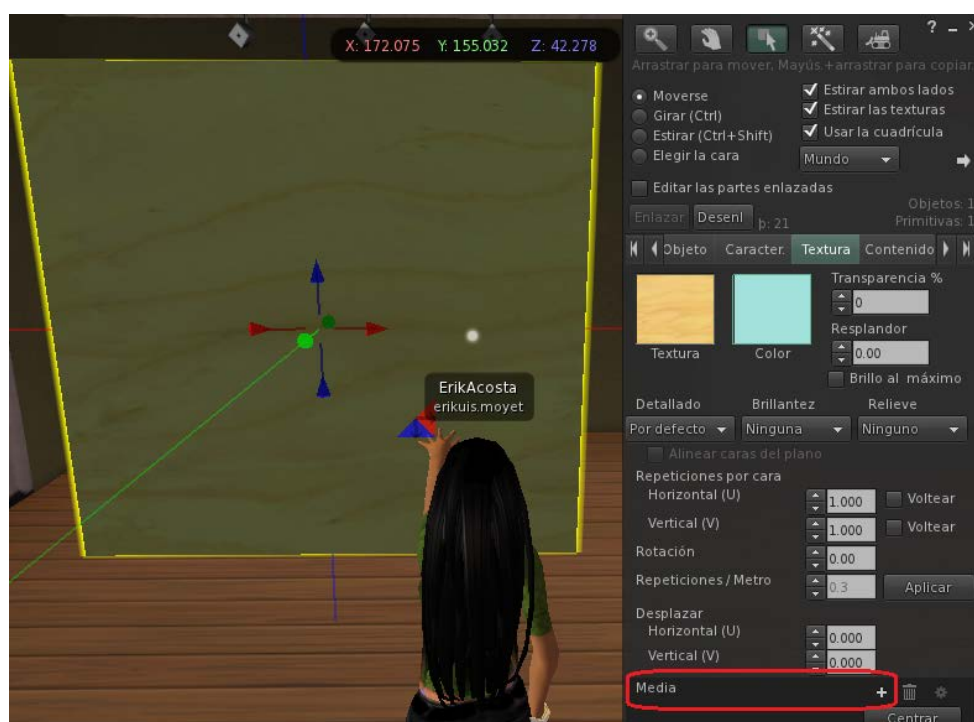 X: 172.075 Y: 155.032 Z: 42.278
? - ×
Arrastrar para mover, Mayús.+arrastrar para copiar
Moverse
Girar (Ctrl)
Estirar (Ctrl+Shift)
Elegir la cara
Estirar ambos lados
Estirar las texturas
Usar la cuadrícula
Mundo
Editar las partes enlazadas
Objetos: 1
Enlazar Desenl þ: 21 Primitivas: 1
Objeto Caracter. Textura Contenido
Transparencia %
0
Resplandor
0.00
Textura Color
Brillo al máximo
Detallado Brillantez Relieve
Por defecto Ninguna Ninguno
Alinear caras del plano
Repeticiones por cara
Horizontal (U) 1.000 Voltear
Vertical (V) 1.000 Voltear
Rotación 0.00
Repeticiones / Metro 0.3 Aplicar
Desplazar
Horizontal (U) 0.000
Vertical (V) 0.000
Media +
Centrar
ErikAcosta
erikuis.moyet